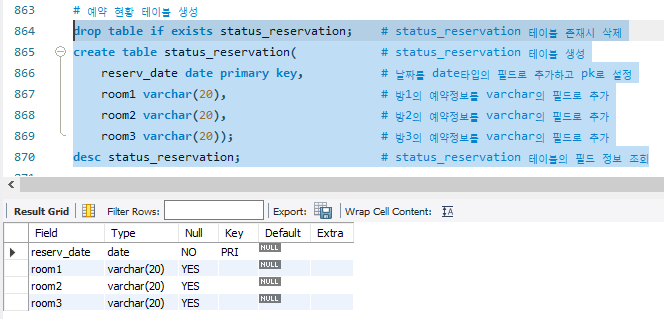 863 # 예약 현황 테이블 생성
864 drop table if exists status_reservation; # status_reservation 테이블 존재시 삭제
865 create table status_reservation( # status_reservation 테이블 생성
866 reserv_date date primary key, # 날짜를 date타입의 필드로 추가하고 pk로 설정
867 room1 varchar(20), # 방1의 예약정보를 varchar의 필드로 추가
868 room2 varchar(20), # 방2의 예약정보를 varchar의 필드로 추가
869 room3 varchar(20)); # 방3의 예약정보를 varchar의 필드로 추가
870 desc status_reservation; # status_reservation 테이블의 필드 정보 조회
Result Grid Filter Rows: Export: Wrap Cell Content: IA
Field Type Null Key Default Extra
reserv_date date NO PRI NULL
room1 varchar(20) YES NULL
room2 varchar(20) YES NULL
room3 varchar(20) YES NULL